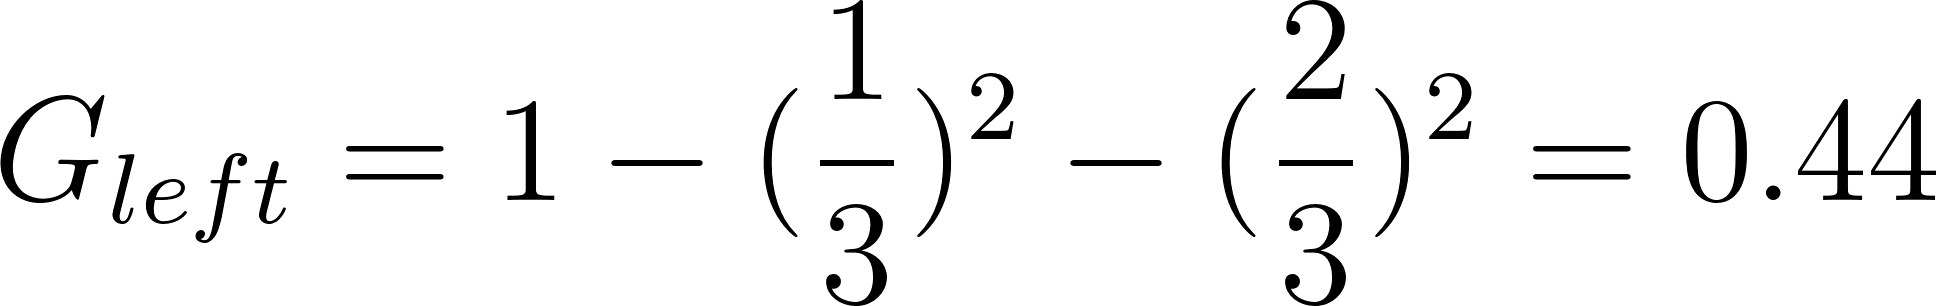 G_{left} = 1 - (\frac{1}{3})^2 - (\frac{2}{3})^2 = 0.44